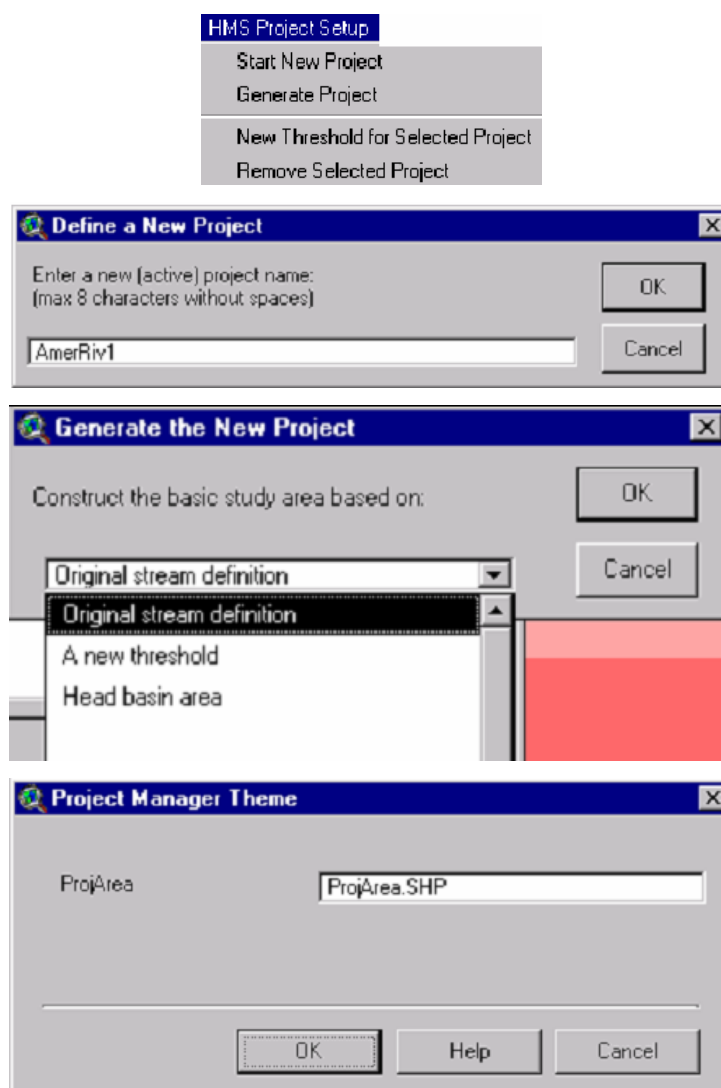 HMS Project Setup
Start New Project
Generate Project
New Threshold for Selected Project
Remove Selected Project
Define a New Project
Enter a new (active) project name:
(max 8 characters without spaces)
OK
AmerRiv1
Cancel
Generate the New Project
Construct the basic study area based on:
OK
Original stream definition
Cancel
Original stream definition
A new threshold
Head basin area
Project Manager Theme
ProjArea
ProjArea.SHP
OK
Help
Cancel